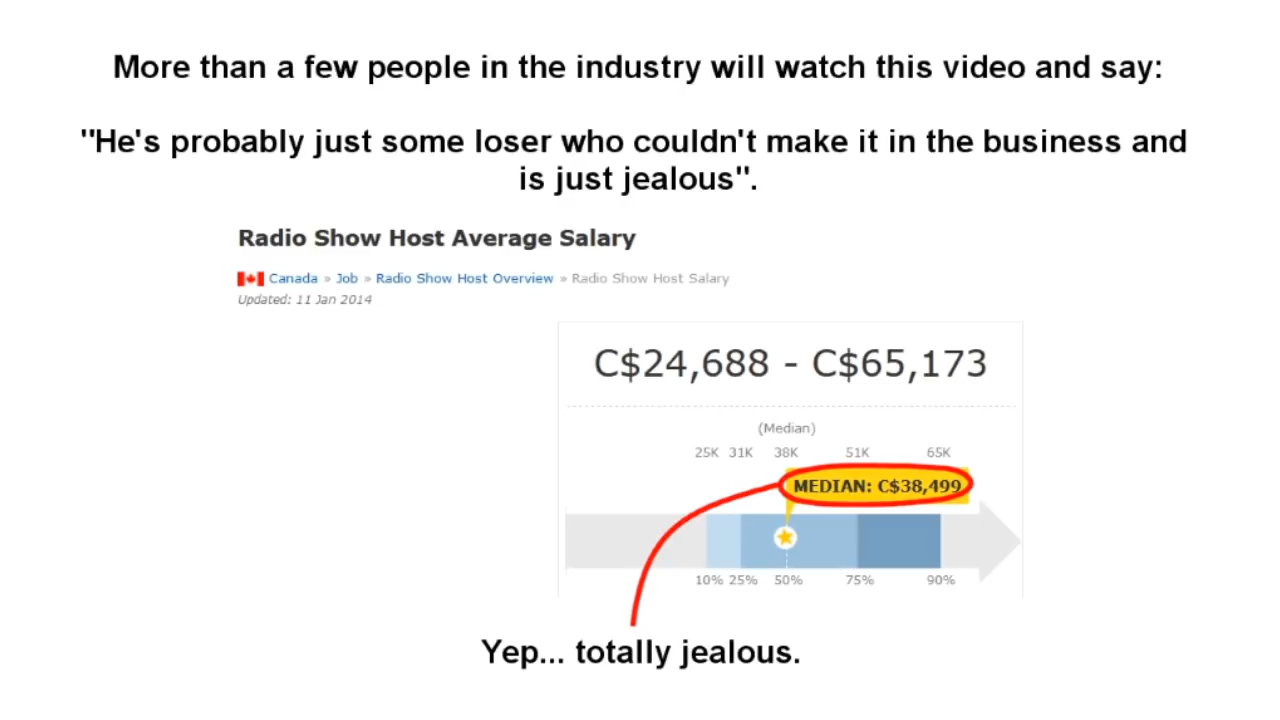 More than a few people in the industry will watch this video and say:
"He's probably just some loser who couldn't make it in the business and
is just jealous".
Radio Show Host Average Salary
Canada » Job » Radio Show Host Overview » Radio Show Host Salary
Updated: 11 Jan 2014
C$24,688 - C$65,173
(Median)
25K 31K 38K 51K 65K
MEDIAN: C$38,499
10% 25% 50% 75% 90%
Yep... totally jealous.